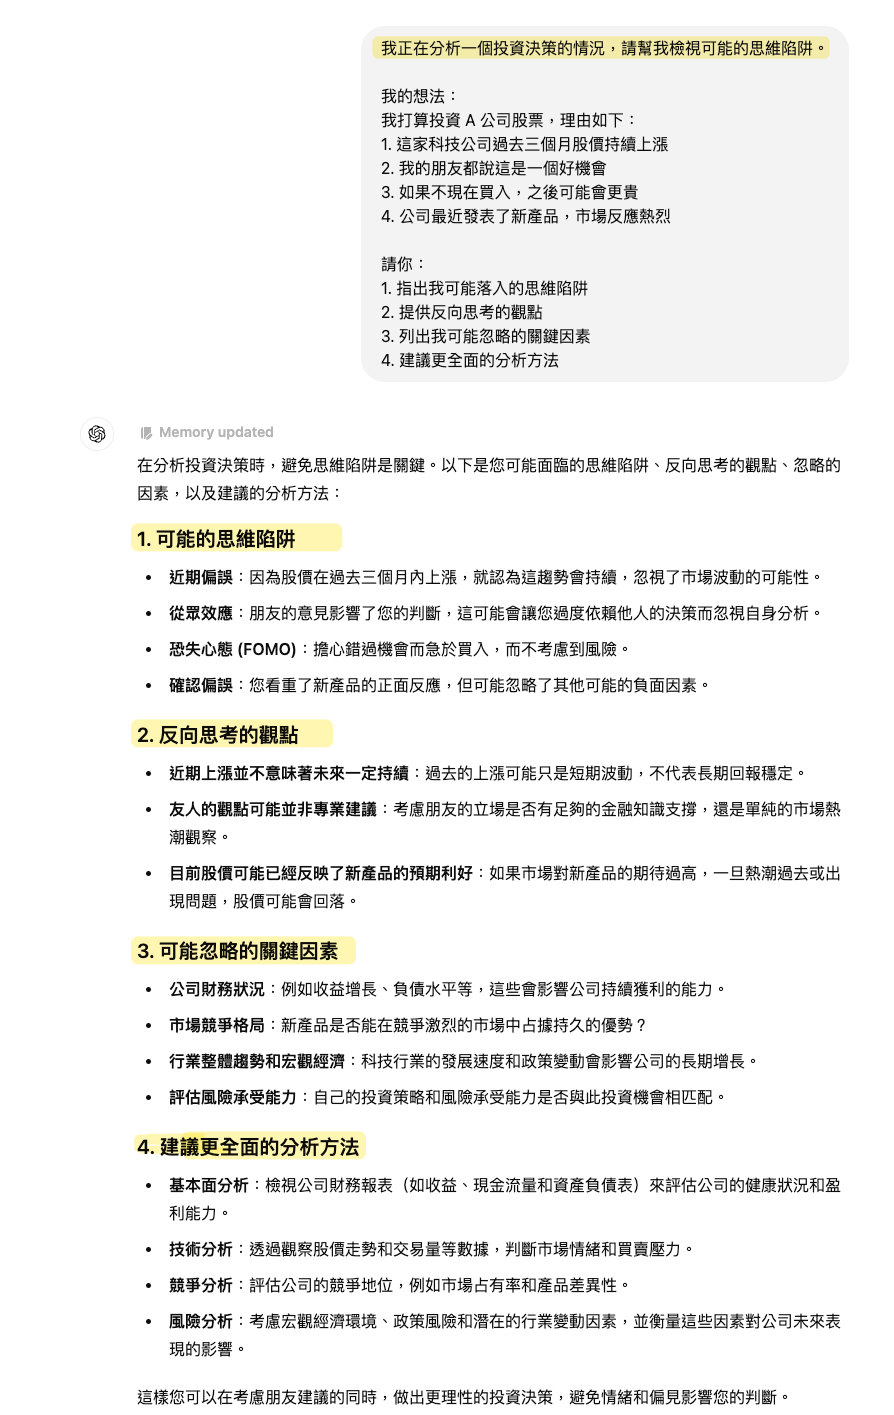 我正在分析一個投資決策的情況，請幫我檢視可能的思維陷阱。
我的想法：
我打算投資 A 公司股票，理由如下：
1. 這家科技公司過去三個月股價持續上漲
2. 我的朋友都說這是一個好機會
3. 如果不現在買入，之後可能會更貴
4. 公司最近發表了新產品，市場反應熱烈
請你：
1. 指出我可能落入的思維陷阱
2. 提供反向思考的觀點
3. 列出我可能忽略的關鍵因素
4. 建議更全面的分析方法
Memory updated
在分析投資決策時，避免思維陷阱是關鍵。以下是您可能面臨的思維陷阱、反向思考的觀點、忽略的
因素，以及建議的分析方法：
1. 可能的思維陷阱
• 近期偏誤：因為股價在過去三個月內上漲，就認為這趨勢會持續，忽視了市場波動的可能性。
• 從眾效應：朋友的意見影響了您的判斷，這可能會讓您過度依賴他人的決策而忽視自身分析。
• 恐失心態 (FOMO)：擔心錯過機會而急於買入，而不考慮到風險。
• 確認偏誤：您看重了新產品的正面反應，但可能忽略了其他可能的負面因素。
2. 反向思考的觀點
• 近期上漲並不意味著未來一定持續：過去的上漲可能只是短期波動，不代表長期回報穩定。
• 友人的觀點可能並非專業建議：考慮朋友的立場是否有足夠的金融知識支撐，還是單純的市場熱
潮觀察。
• 目前股價可能已經反映了新產品的預期利好：如果市場對新產品的期待過高，一旦熱潮過去或出
現問題，股價可能會回落。
3. 可能忽略的關鍵因素
• 公司財務狀況：例如收益增長、負債水平等，這些會影響公司持續獲利的能力。
• 市場競爭格局：新產品是否能在競爭激烈的市場中占據持久的優勢？
• 行業整體趨勢和宏觀經濟：科技行業的發展速度和政策變動會影響公司的長期增長。
• 評估風險承受能力：自己的投資策略和風險承受能力是否與此投資機會相匹配。
4. 建議更全面的分析方法
• 基本面分析：檢視公司財務報表（如收益、現金流量和資產負債表）來評估公司的健康狀況和盈
利能力。
• 技術分析：透過觀察股價走勢和交易量等數據，判斷市場情緒和買賣壓力。
• 競爭分析：評估公司的競爭地位，例如市場占有率和產品差異性。
• 風險分析：考慮宏觀經濟環境、政策風險和潛在的行業變動因素，並衡量這些因素對公司未來表
現的影響。
這樣您可以在考慮朋友建議的同時，做出更理性的投資決策，避免情緒和偏見影響您的判斷。